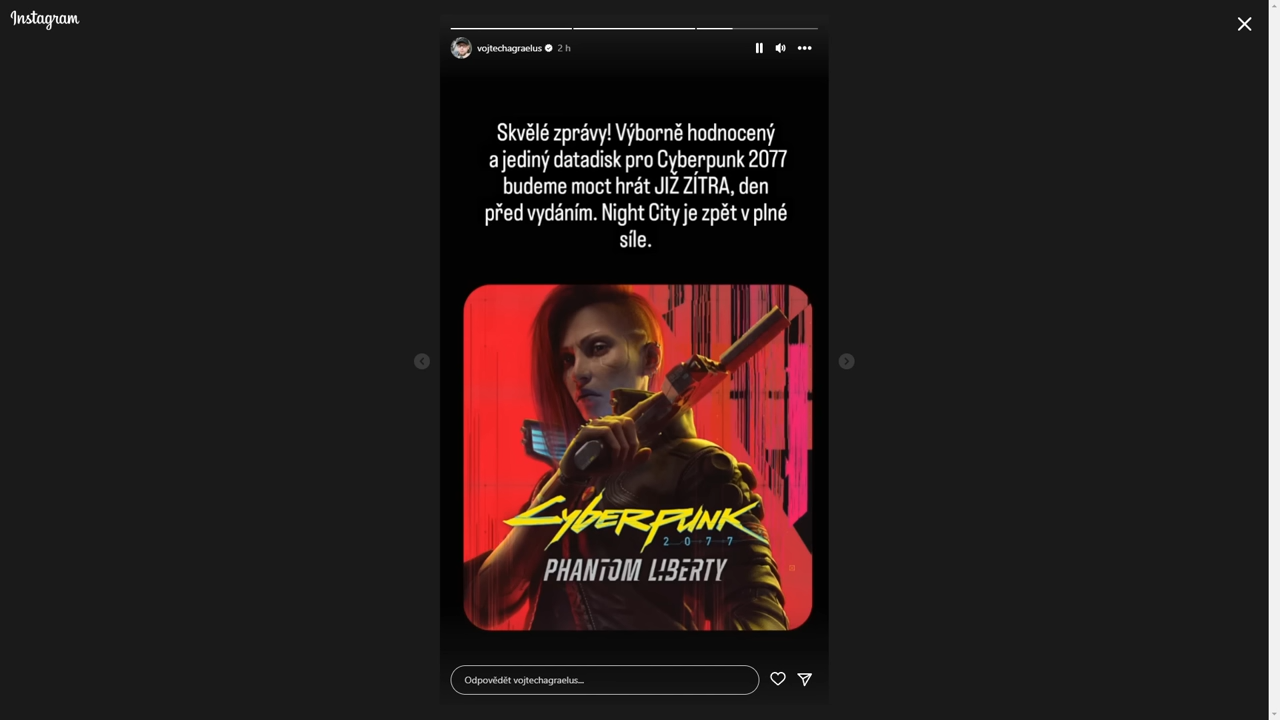 Instagram
vojtechagraelus 2 h
Skvělé zprávy! Výborně hodnocený
a jediný datadisk pro Cyberpunk 2077
budeme moct hrát JIŽ ZÍTRA, den
před vydáním. Night City je zpět v plné
síle.
CYBERPUNK
2077
PHANTOM LIBERTY
Odpovědět vojtechagraelus...